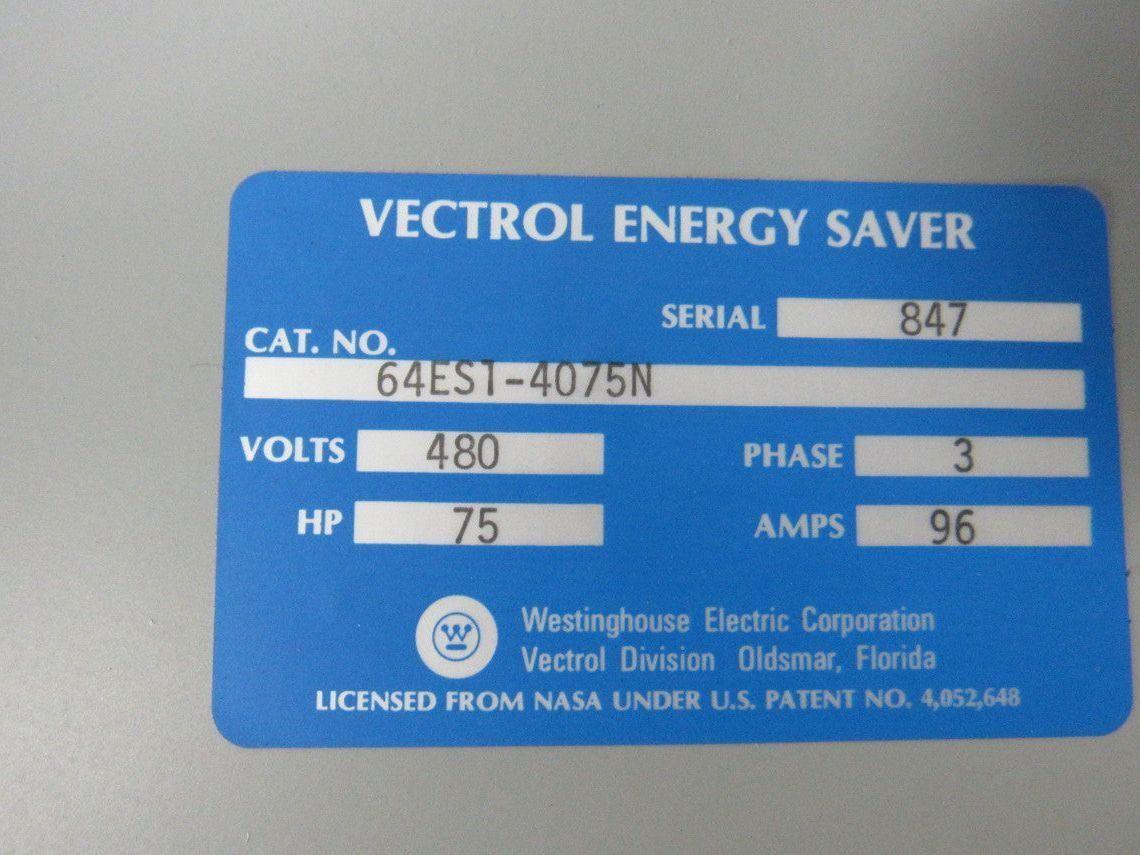 VECTROL ENERGY SAVER
SERIAL 847
CAT. NO.
64ES1-4075N
VOLTS 480 PHASE 3
HP 75 AMPS 96
W
Westinghouse Electric Corporation
Vectrol Division Oldsmar, Florida
LICENSED FROM NASA UNDER U.S. PATENT NO. 4,052,648